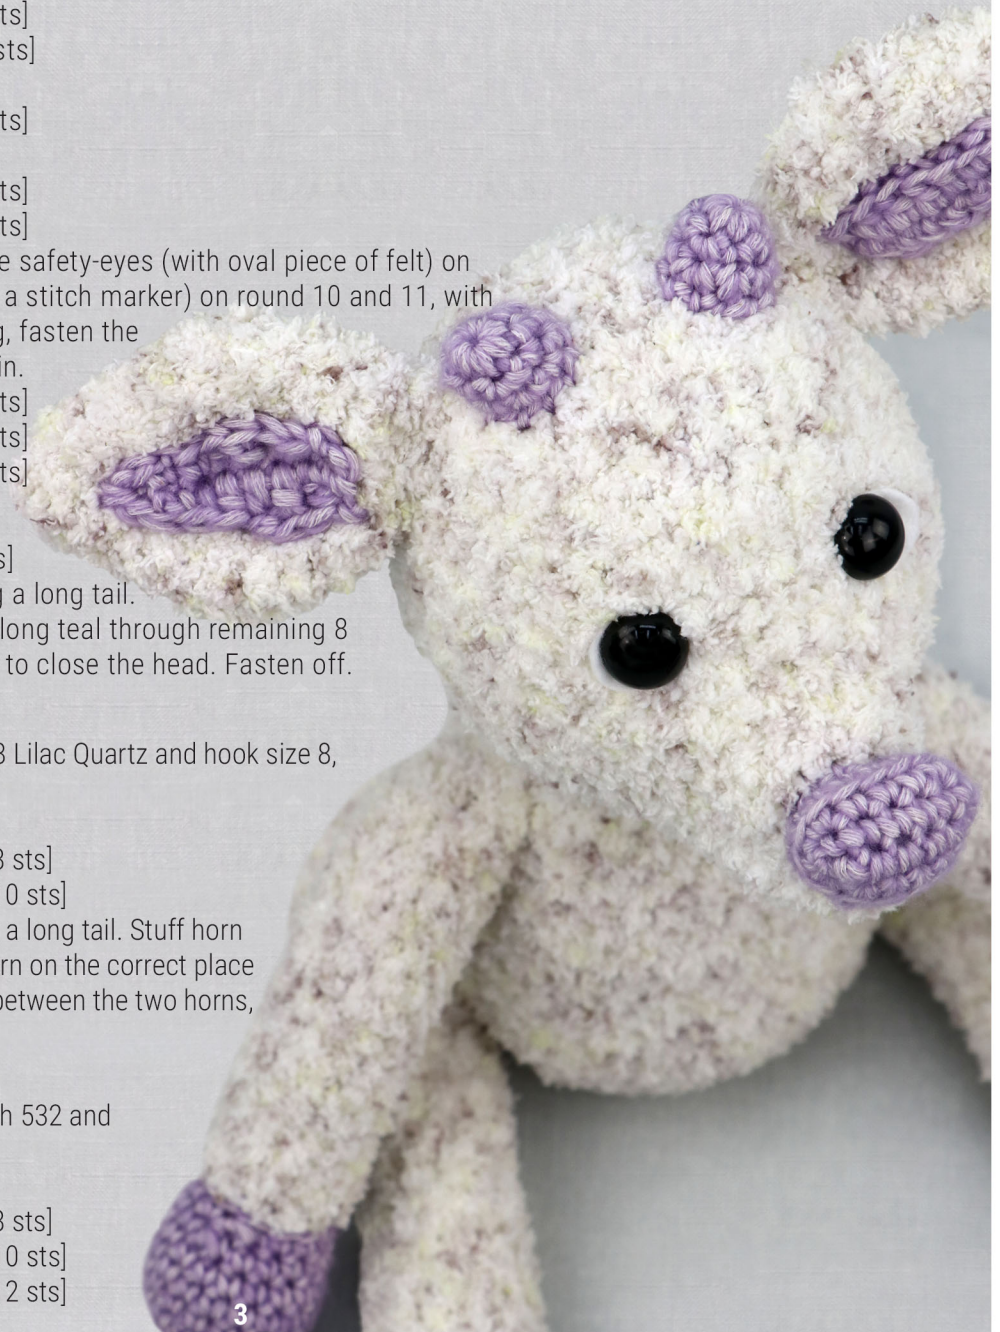 ts]
sts]
ts]
ts]
ts]
e safety-eyes (with oval piece of felt) on
a stitch marker) on round 10 and 11, with
g, fasten the
in.
ts]
ts]
ts]
s]
g a long tail.
long teal through remaining 8
to close the head. Fasten off.
3 Lilac Quartz and hook size 8,
3 sts]
0 sts]
a long tail. Stuff horn
rn on the correct place
between the two horns,
h 532 and
3 sts]
0 sts]
2 sts]
3